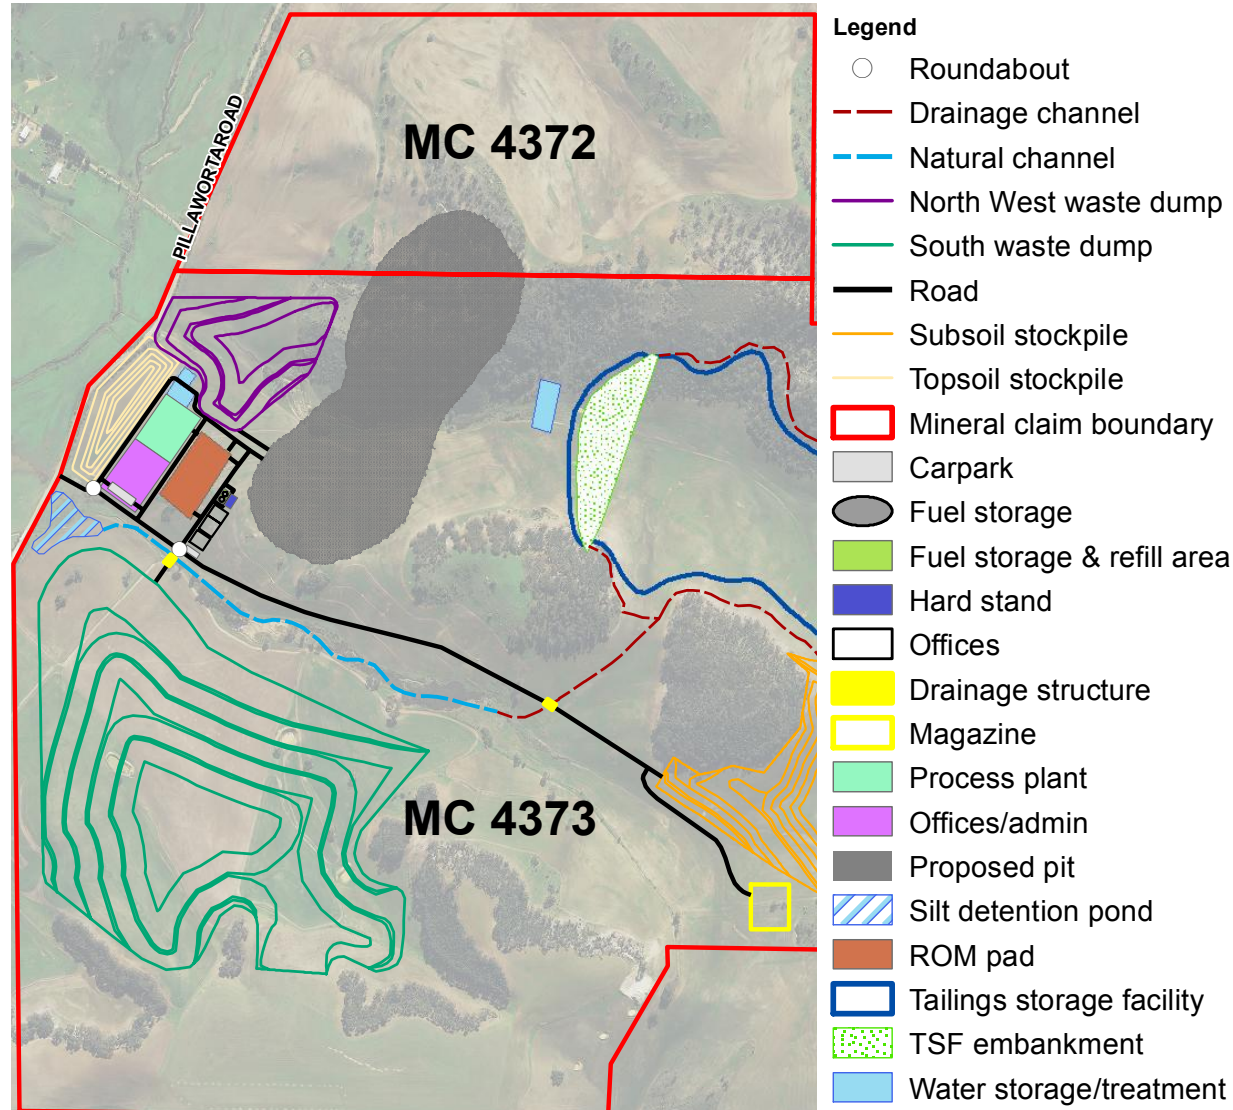 MC 4372
PILLAWORTAROAD
MC 4373
Legend
Roundabout
Drainage channel
Natural channel
North West waste dump
South waste dump
Road
Subsoil stockpile
Topsoil stockpile
Mineral claim boundary
Carpark
Fuel storage
Fuel storage & refill area
Hard stand
Offices
Drainage structure
Magazine
Process plant
Offices/admin
Proposed pit
Silt detention pond
ROM pad
Tailings storage facility
TSF embankment
Water storage/treatment